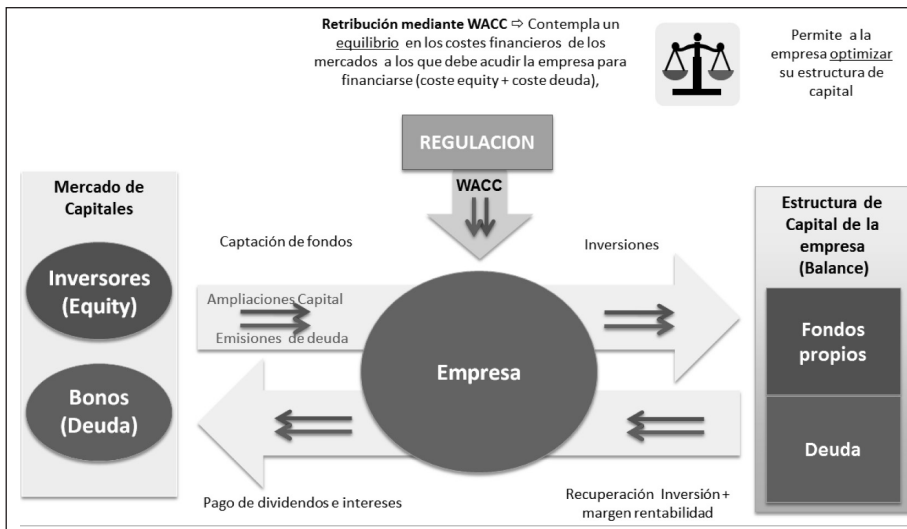 Retribución mediante WACC ⇨ Contempla un
equilibrio en los costes financieros de los
mercados a los que debe acudir la empresa para
financiarse (coste equity + coste deuda),
Permite a la
empresa optimizar
su estructura de
capital
REGULACION
WACC
Mercado de
Capitales
Inversores
(Equity)
Bonos
(Deuda)
Captación de fondos
Ampliaciones Capital
Emisiones de deuda
Pago de dividendos e intereses
Empresa
Inversiones
Recuperación Inversión +
margen rentabilidad
Estructura de
Capital de la
empresa
(Balance)
Fondos
propios
Deuda